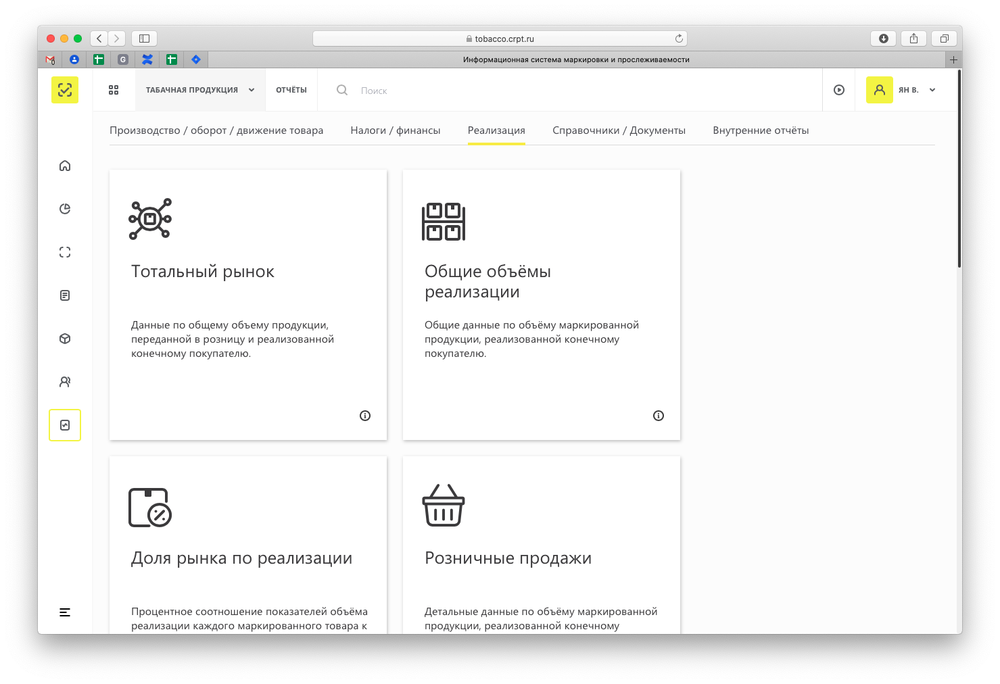 tobacco.crpt.ru
G
Информационная система маркировки и прослеживаемости
ТАБАЧНАЯ ПРОДУКЦИЯ
ОТЧЁТЫ
Поиск
ЯН В.
Производство / оборот / движение товара
Налоги / финансы
Реализация
Справочники / Документы
Внутренние отчёты
Тотальный рынок
Данные по общему объему продукции,
переданной в розницу и реализованной
конечному покупателю.
Общие объёмы
реализации
Общие данные по объёму маркированной
продукции, реализованной конечному
покупателю.
Доля рынка по реализации
Процентное соотношение показателей объёма
реализации каждого маркированного товара к
Розничные продажи
Детальные данные по объёму маркированной
продукции, реализованной конечному